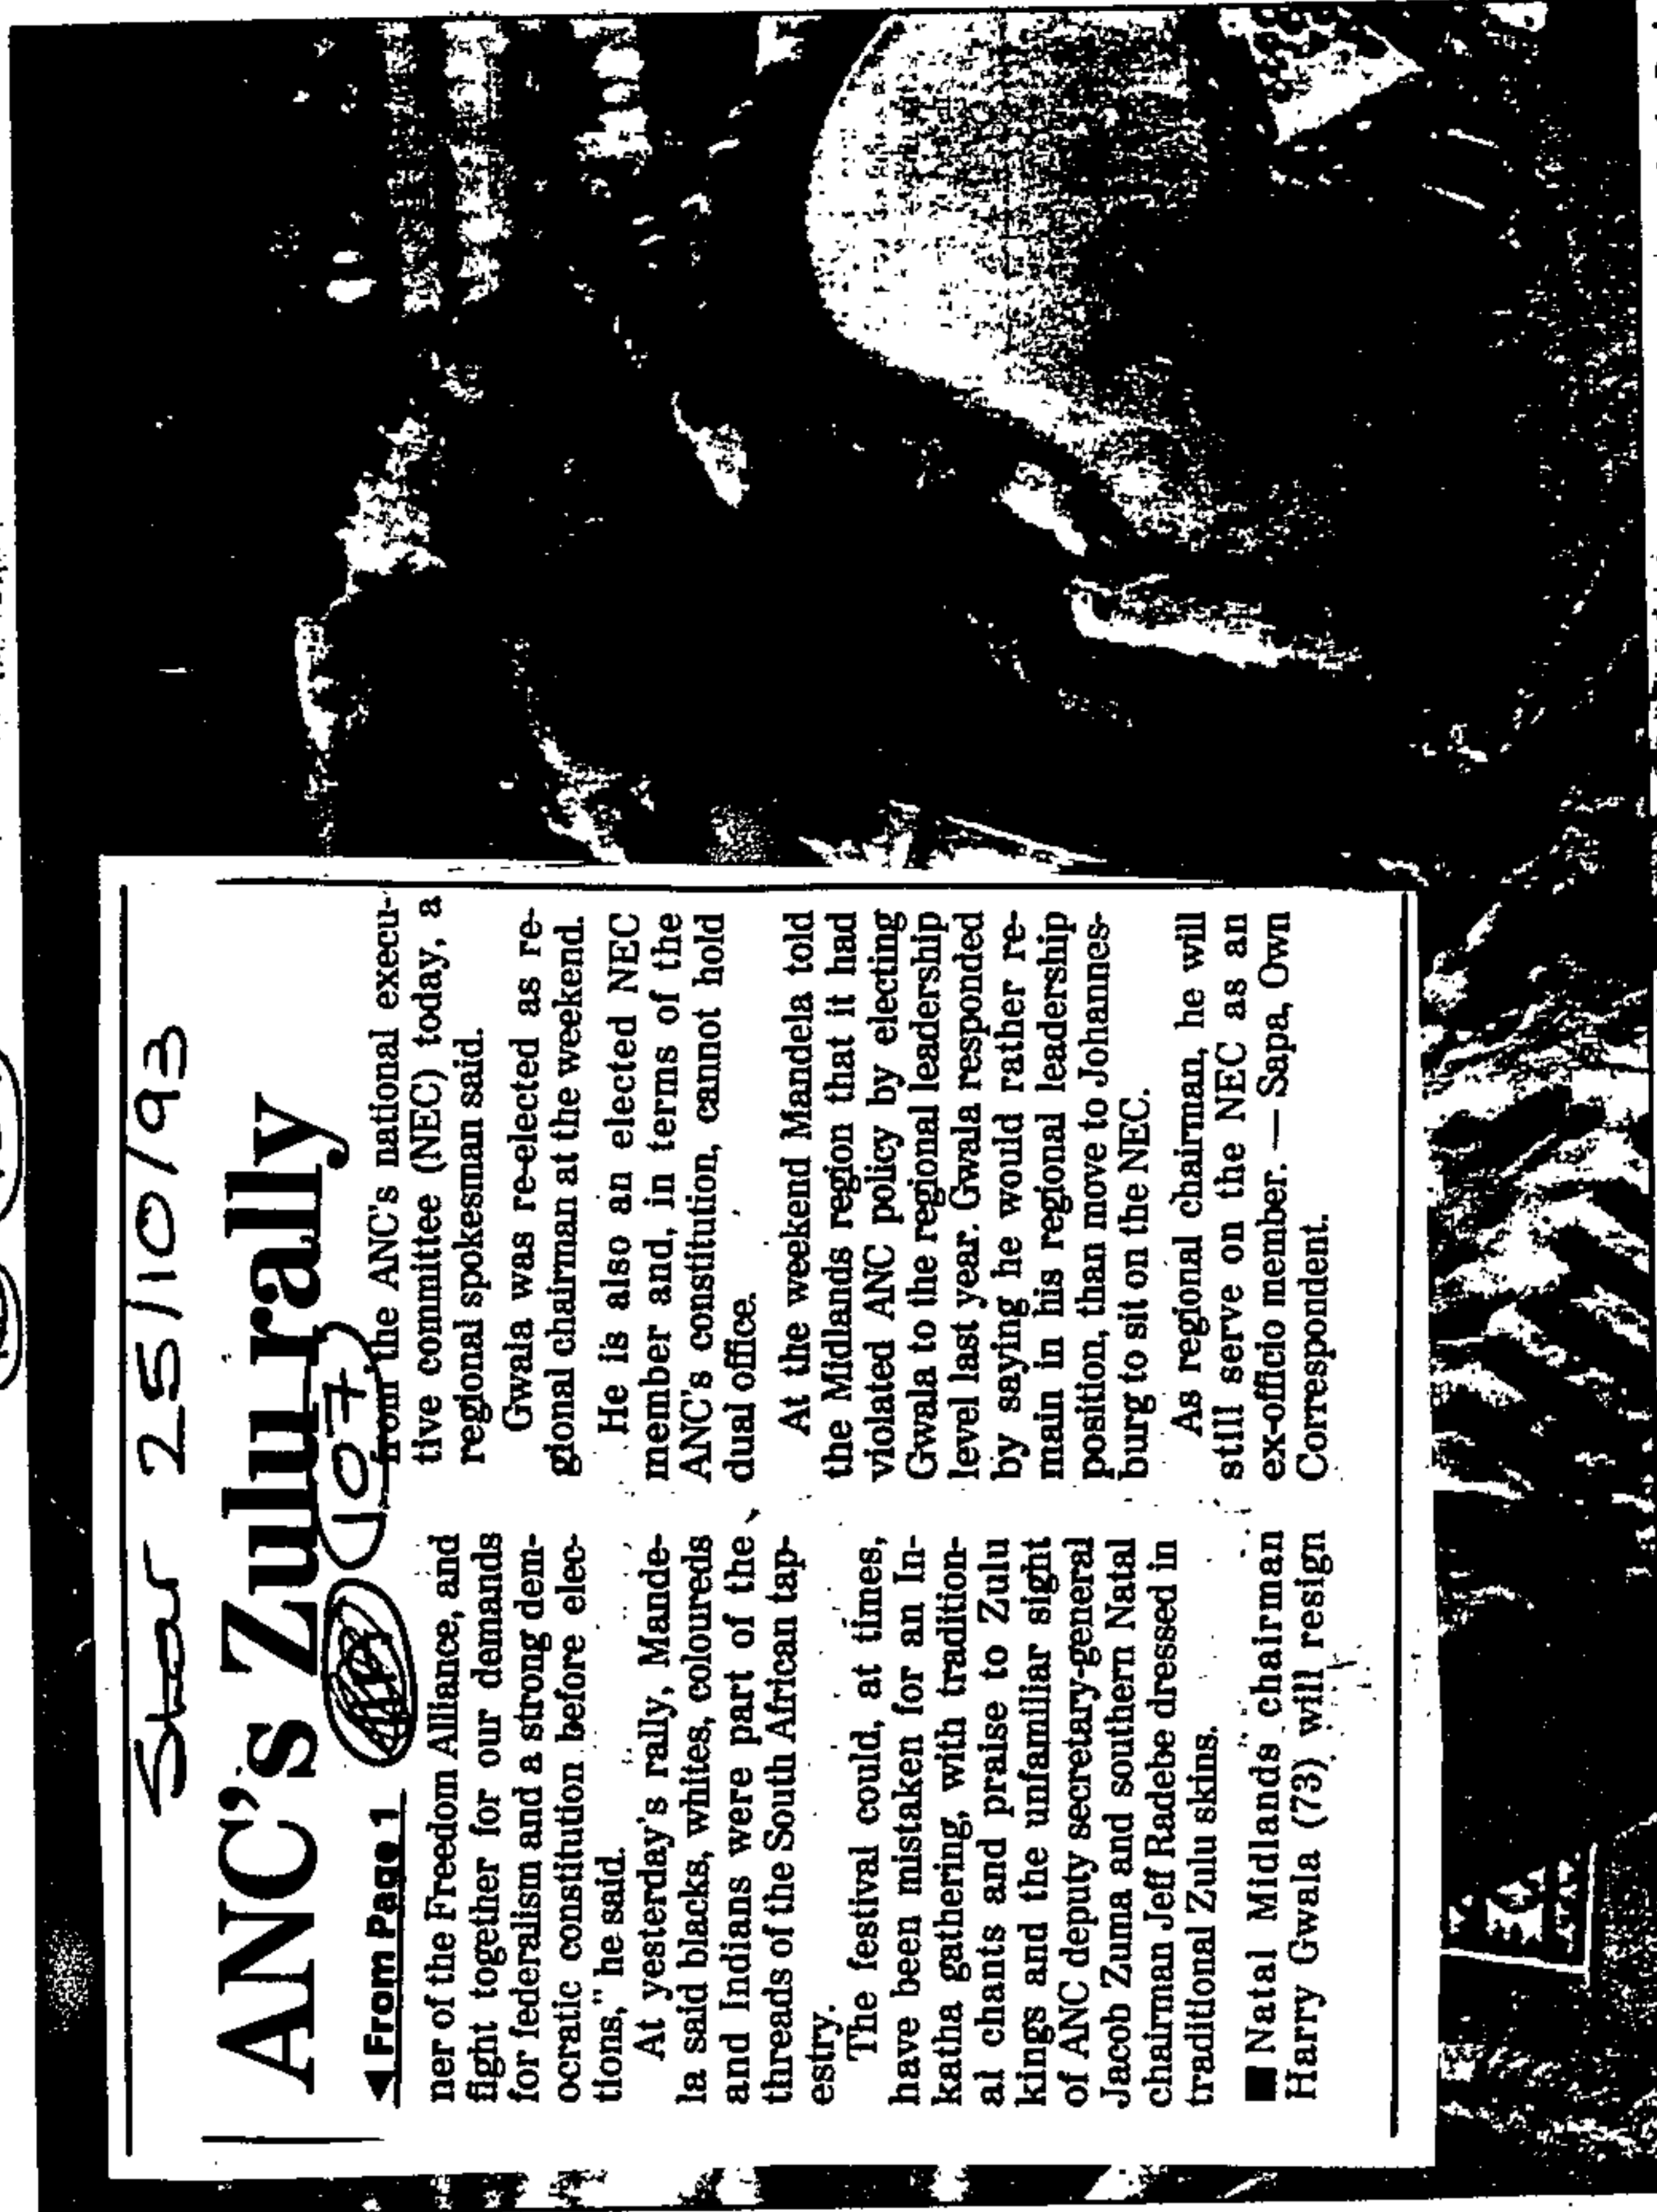 Star 25/10/93
ANC's Zulu rally
107
◀ From Page 1
ner of the Freedom Alliance, and
fight together for our demands
for federalism and a strong dem-
ocratic constitution before elec-
tions," he said.
At yesterday's rally, Mande-
la said blacks, whites, coloureds
and Indians were part of the
threads of the South African tap-
estry.
The festival could, at times,
have been mistaken for an In-
katha gathering, with tradition-
al chants and praise to Zulu
kings and the unfamiliar sight
of ANC deputy secretary-general
Jacob Zuma and southern Natal
chairman Jeff Radebe dressed in
traditional Zulu skins.
■ Natal Midlands chairman
Harry Gwala (73) will resign
from the ANC's national execu-
tive committee (NEC) today, a
regional spokesman said.
Gwala was re-elected as re-
gional chairman at the weekend.
He is also an elected NEC
member and, in terms of the
ANC's constitution, cannot hold
dual office.
At the weekend Mandela told
the Midlands region that it had
violated ANC policy by electing
Gwala to the regional leadership
level last year. Gwala responded
by saying he would rather re-
main in his regional leadership
position, than move to Johannes-
burg to sit on the NEC.
As regional chairman, he will
still serve on the NEC as an
ex-officio member. — Sapa, Own
Correspondent.